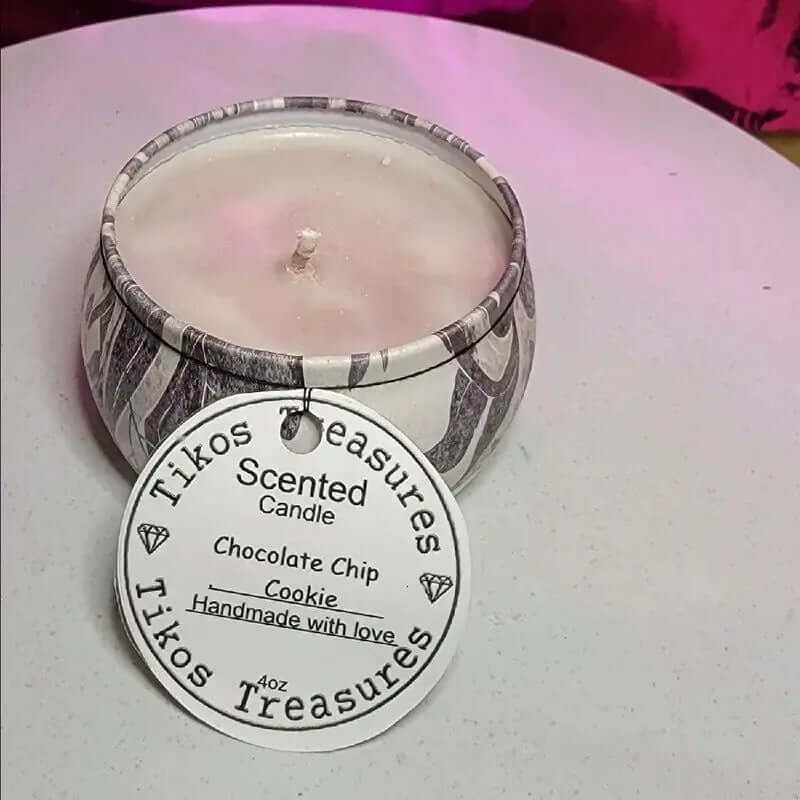 Tikos Treasures
Scented
Candle
Chocolate Chip
Cookie
Handmade with love
4oz
Tikos Treasures